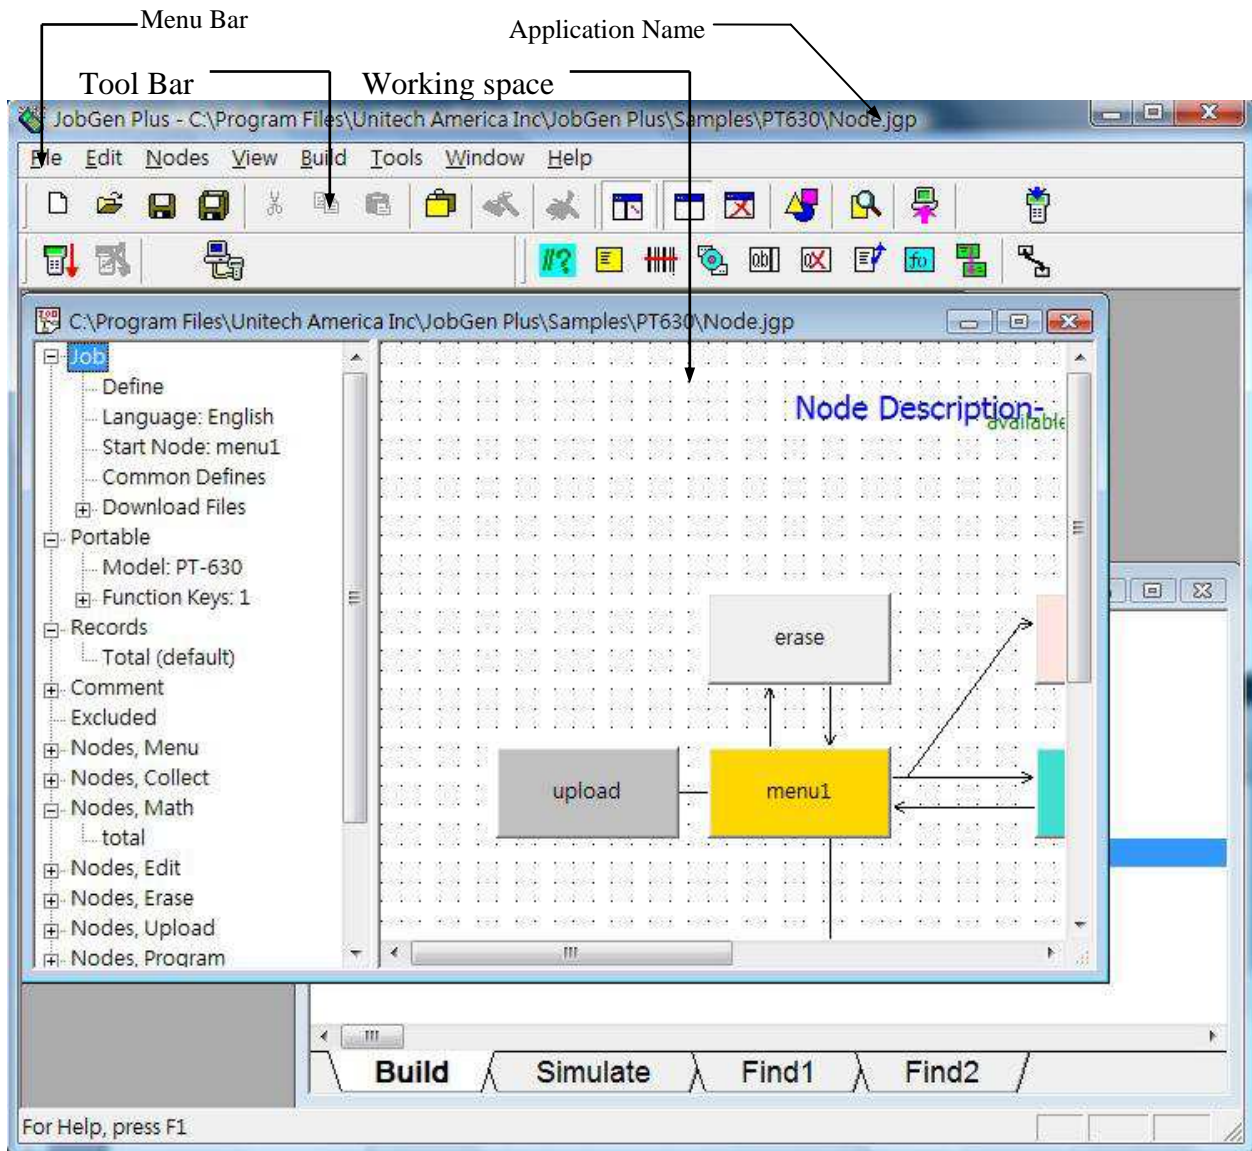 Menu Bar
Application Name
Tool Bar
Working space
JobGen Plus - C:\Program Files\Unitech America Inc\JobGen Plus\Samples\PT630\Node.jgp
File Edit Nodes View Build Tools Window Help
C:\Program Files\Unitech America Inc\JobGen Plus\Samples\PT630\Node.jgp
Job
Define
Language: English
Start Node: menu1
Common Defines
Download Files
Portable
Model: PT-630
Function Keys: 1
Records
Total (default)
Comment
Excluded
Nodes, Menu
Nodes, Collect
Nodes, Math
total
Nodes, Edit
Nodes, Erase
Nodes, Upload
Nodes, Program
Node Description-
available
erase
upload
menu1
Build
Simulate
Find1
Find2
For Help, press F1